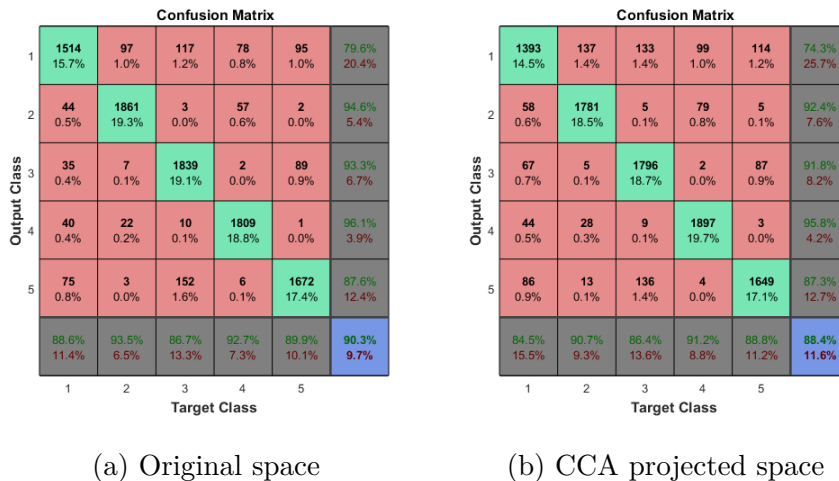 Confusion Matrix
1 1514 97 117 78 95 79.6%
15.7% 1.0% 1.2% 0.8% 1.0% 20.4%
2 44 1861 3 57 2 94.6%
0.5% 19.3% 0.0% 0.6% 0.0% 5.4%
3 35 7 1839 2 89 93.3%
0.4% 0.1% 19.1% 0.0% 0.9% 6.7%
4 40 22 10 1809 1 96.1%
0.4% 0.2% 0.1% 18.8% 0.0% 3.9%
5 75 3 152 6 1672 87.6%
0.8% 0.0% 1.6% 0.1% 17.4% 12.4%
88.6% 93.5% 86.7% 92.7% 89.9% 90.3%
11.4% 6.5% 13.3% 7.3% 10.1% 9.7%
1 2 3 4 5
Target Class
Output Class
(a) Original space
Confusion Matrix
1 1393 137 133 99 114 74.3%
14.5% 1.4% 1.4% 1.0% 1.2% 25.7%
2 58 1781 5 79 5 92.4%
0.6% 18.5% 0.1% 0.8% 0.1% 7.6%
3 67 5 1796 2 87 91.8%
0.7% 0.1% 18.7% 0.0% 0.9% 8.2%
4 44 28 9 1897 3 95.8%
0.5% 0.3% 0.1% 19.7% 0.0% 4.2%
5 86 13 136 4 1649 87.3%
0.9% 0.1% 1.4% 0.0% 17.1% 12.7%
84.5% 90.7% 86.4% 91.2% 88.8% 88.4%
15.5% 9.3% 13.6% 8.8% 11.2% 11.6%
1 2 3 4 5
Target Class
Output Class
(b) CCA projected space